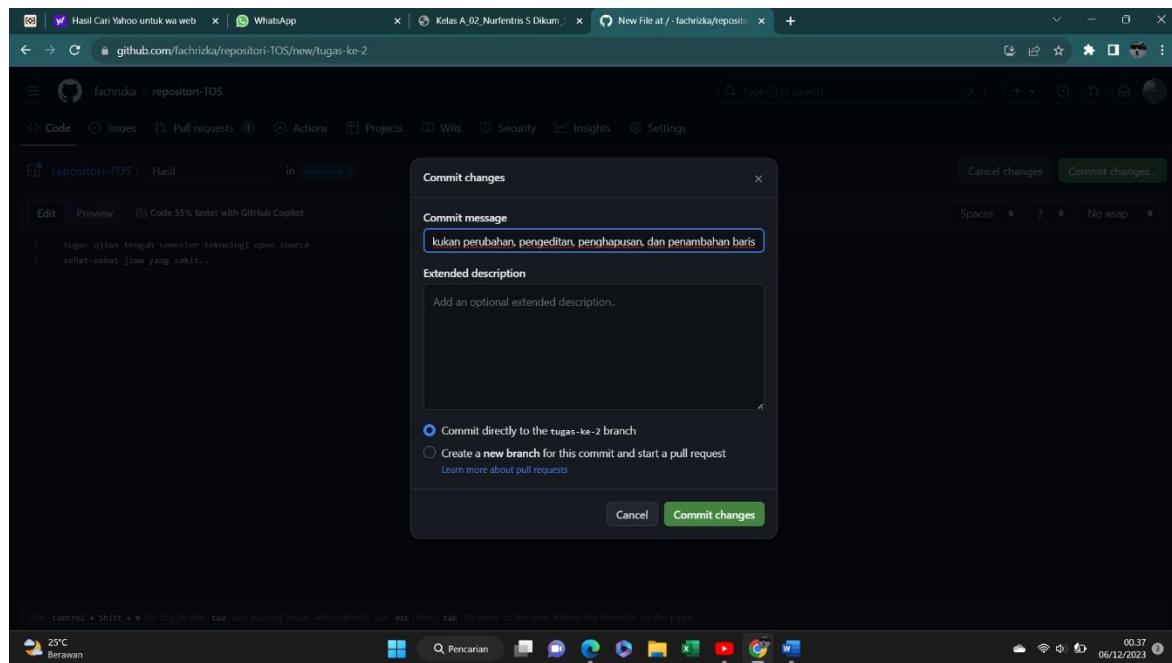 Hasil Cari Yahoo untuk wa web
WhatsApp
Kelas A_02_Nurfentris S Dikum_
New File at / · fachrizka/reposito
github.com/fachrizka/repositori-TOS/new/tugas-ke-2
fachrizka / repositori-TOS
Type / to search
Code Issues Pull requests 1 Actions Projects Wiki Security Insights Settings
repositori-TOS / Hasil in tugas-ke-2
Cancel changes Commit changes...
Edit Preview Code 55% faster with GitHub Copilot
Spaces 2 No wrap
1 tugas ujian tengah semester teknologi open source
2 sehat-sehat jiwa yang sakit..
Commit changes
Commit message
kukan perubahan, pengeditan, penghapusan, dan penambahan baris
Extended description
Add an optional extended description..
Commit directly to the tugas-ke-2 branch
Create a new branch for this commit and start a pull request
Learn more about pull requests
Cancel Commit changes
Use Control + Shift + m to toggle the tab key moving focus. Alternatively, use esc then tab to move to the next interactive element on the page.
25°C
Berawan
Pencarian
00.37
06/12/2023
3